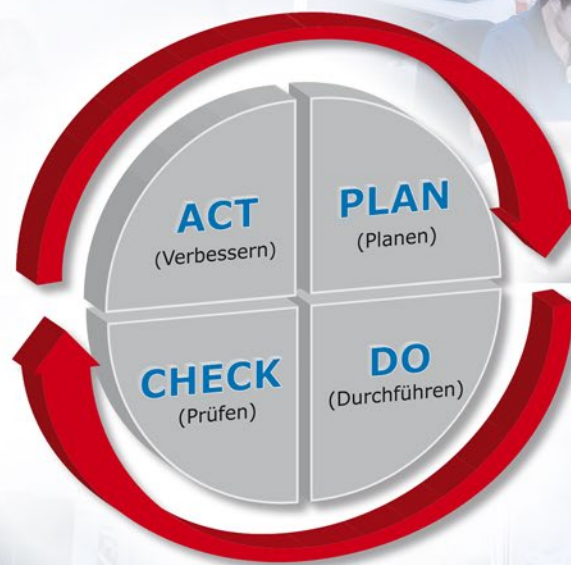 ACT
(Verbessern)
PLAN
(Planen)
CHECK
(Prüfen)
DO
(Durchführen)